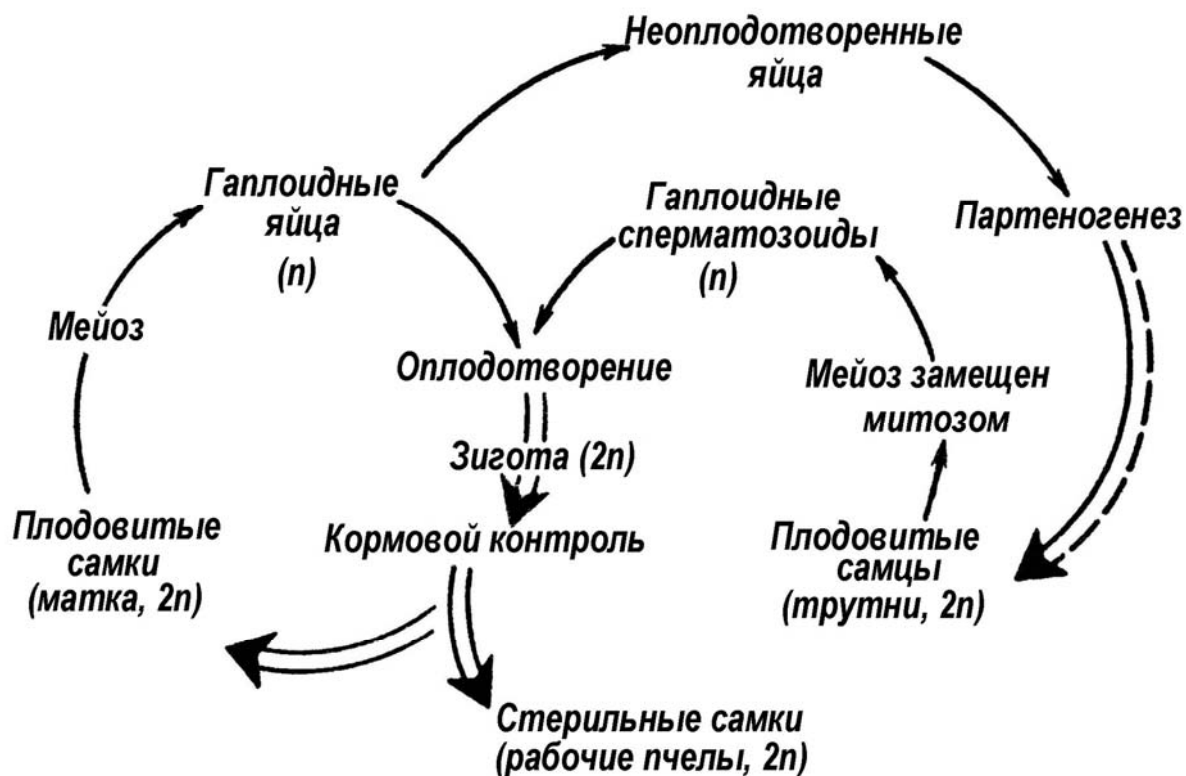 Неоплодотворенные
яйца
Гаплоидные
яйца
(n)
Гаплоидные
сперматозоиды
(n)
Партеногенез
Мейоз
Оплодотворение
Мейоз замещен
митозом
Зигота (2n)
Плодовитые
самки
(матка, 2n)
Кормовой контроль
Плодовитые
самцы
(трутни, 2n)
Стерильные самки
(рабочие пчелы, 2n)